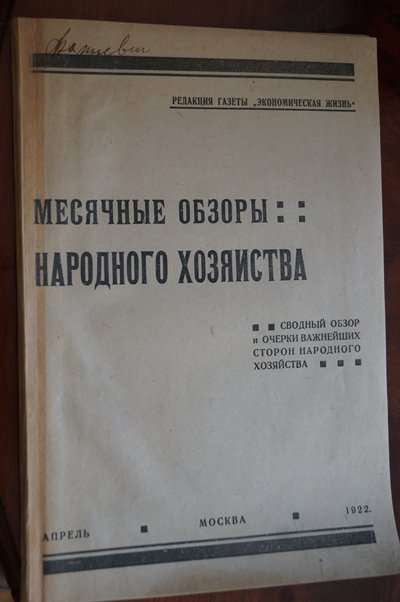 РЕДАКЦИЯ ГАЗЕТЫ „ЭКОНОМИЧЕСКАЯ ЖИЗНЬ“
МЕСЯЧНЫЕ ОБЗОРЫ
НАРОДНОГО ХОЗЯЙСТВА
СВОДНЫЙ ОБЗОР
и ОЧЕРКИ ВАЖНЕЙШИХ
СТОРОН НАРОДНОГО
ХОЗЯЙСТВА
АПРЕЛЬ МОСКВА 1922.